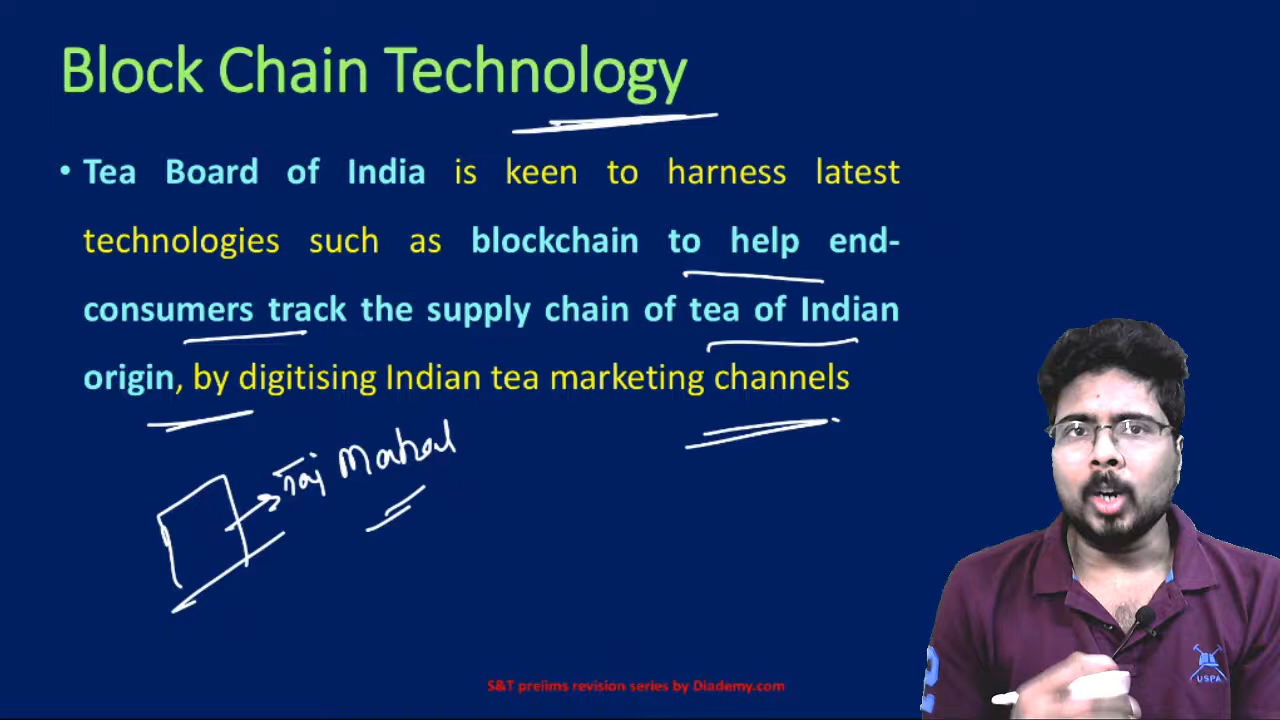 Block Chain Technology
• Tea Board of India is keen to harness latest
technologies such as blockchain to help end-
consumers track the supply chain of tea of Indian
origin, by digitising Indian tea marketing channels
Taj Mahal
USPA
2
S&T prelims revision series by Diademy.com